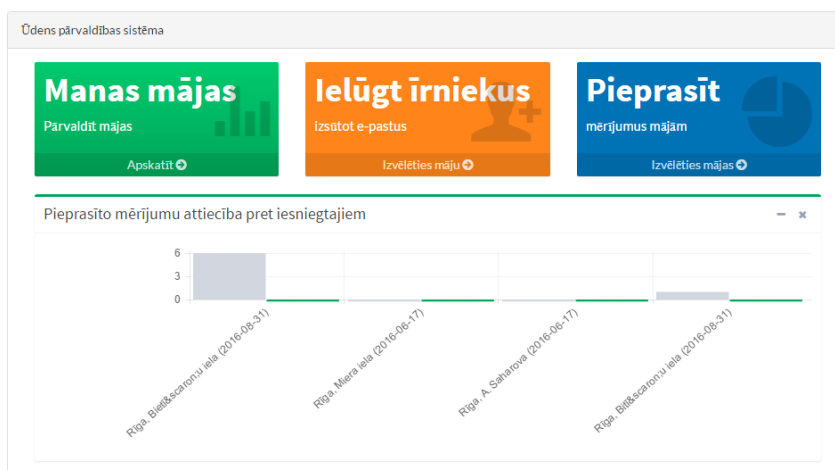 Ūdens pārvaldības sistēma
Manas mājas
Pārvaldīt mājas
Apskatīt
Ielūgt īrniekus
izsūtot e-pastus
Izvēlēties māju
Pieprasīt
mērījumus mājām
Izvēlēties mājas
Pieprasīto mērījumu attiecība pret iesniegtajiem
6
3
0
Rīga, Bieti&scaron;u iela (2016-08-31)
Rīga, Miera iela (2016-06-17)
Rīga, A. Saharova (2016-06-17)
Rīga, Biti&scaron;u iela (2016-08-31)